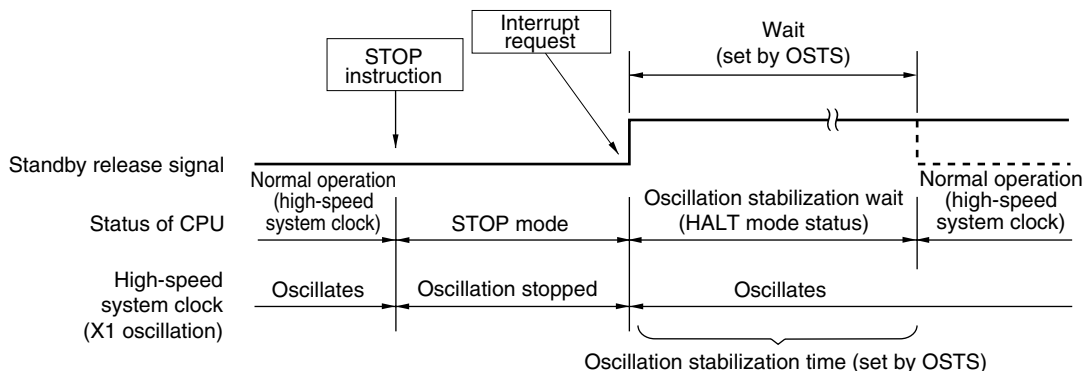 Interrupt
request
STOP
instruction
Wait
(set by OSTS)
Standby release signal
Normal operation
(high-speed
system clock)
Status of CPU
STOP mode
Oscillation stabilization wait
(HALT mode status)
Normal operation
(high-speed
system clock)
High-speed
system clock
(X1 oscillation)
Oscillates
Oscillation stopped
Oscillates
Oscillation stabilization time (set by OSTS)